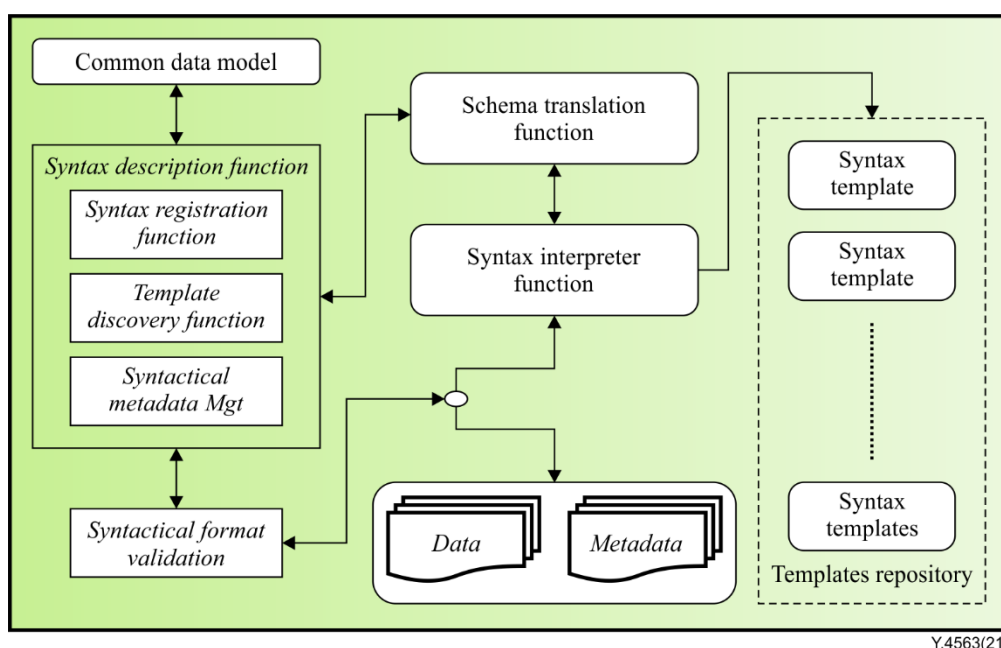 Common data model
Syntax description function
Syntax registration
function
Template
discovery function
Syntactical
metadata Mgt
Syntactical format
validation
Schema translation
function
Syntax interpreter
function
Data
Metadata
Syntax
template
Syntax
template
Syntax
templates
Templates repository
Y.4563(21